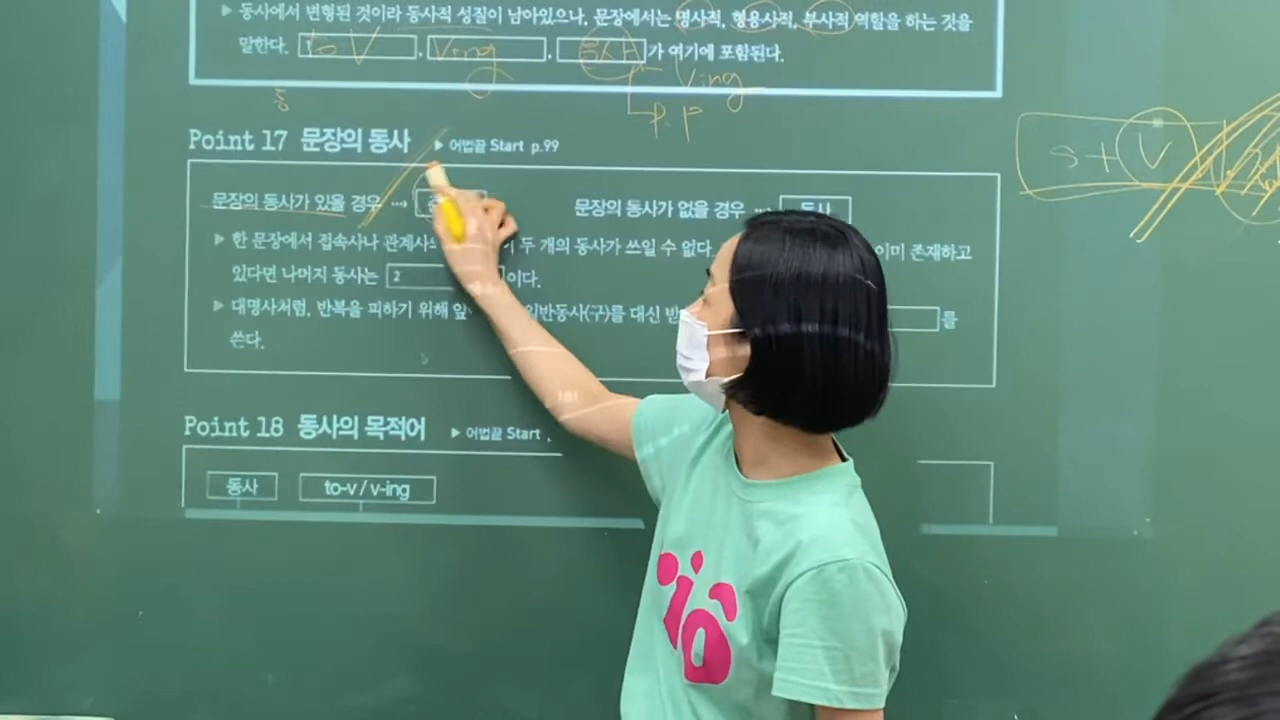 ▶ 동사에서 변형된 것이라 동사적 성질이 남아있으나, 문장에서는 명사적, 형용사적, 부사적 역할을 하는 것을
말한다. to V , Ving , 가 여기에 포함된다.
Ving
P.P
동
Point 17 문장의 동사 ▶ 어법끝 Start p.99
S + V
문장의 동사가 있을 경우 ⋯→
문장의 동사가 없을 경우 ⋯→ 동사
▶ 한 문장에서 접속사나 두 개의 동사가 쓰일 수 없다. 이미 존재하고
있다면 나머지 동사는 2 이다.
▶ 대명사처럼, 반복을 피하기 위해 일반동사(구)를 대신 를
쓴다.
101
Point 18 동사의 목적어 ▶ 어법끝 Start
동사 to-v / v-ing